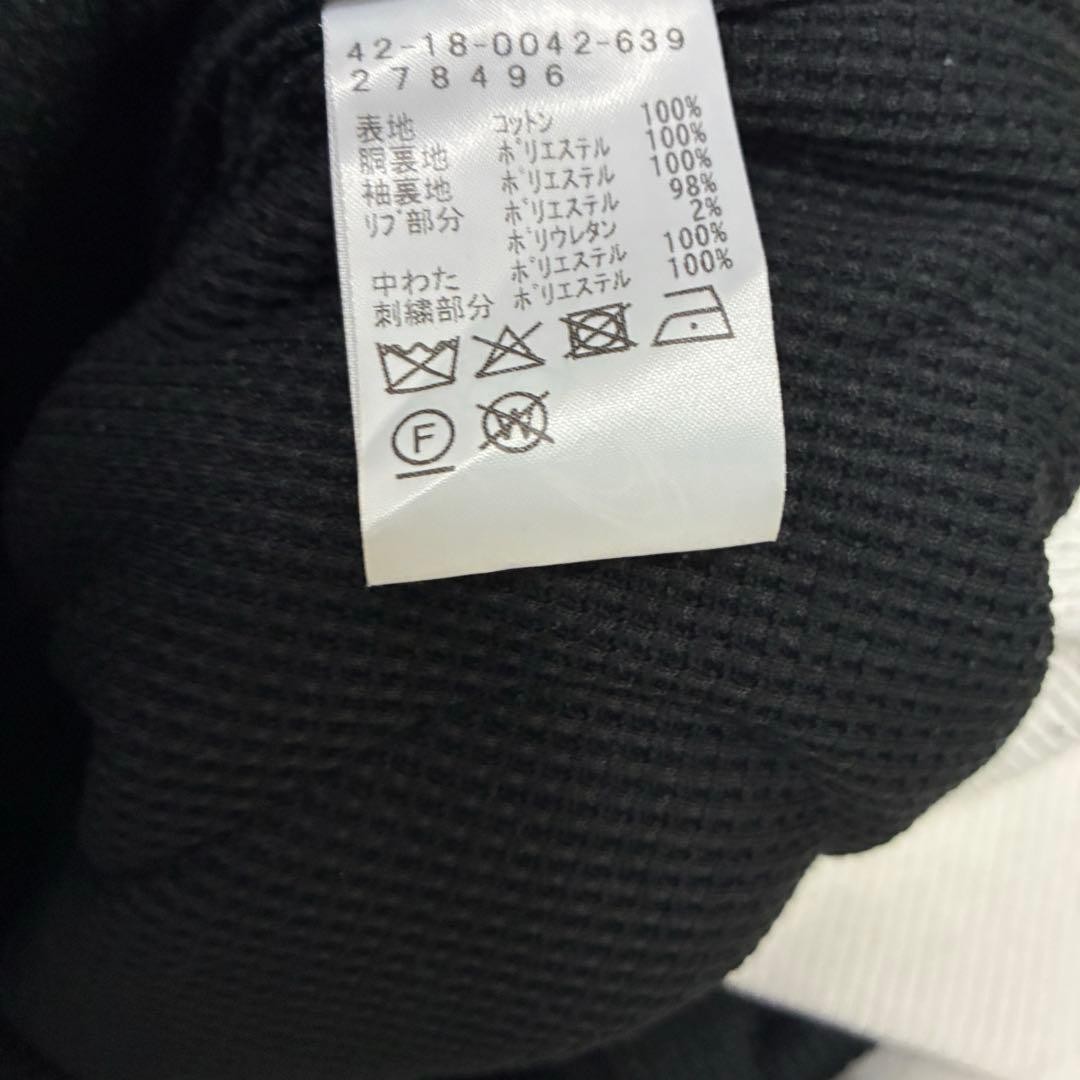 42-18-0042-639
278496
表地 コットン 100%
胴裏地 ポリエステル 100%
袖裏地 ポリエステル 100%
リブ部分 ポリエステル 98%
ポリウレタン 2%
中わた ポリエステル 100%
刺繍部分 ポリエステル 100%
F W